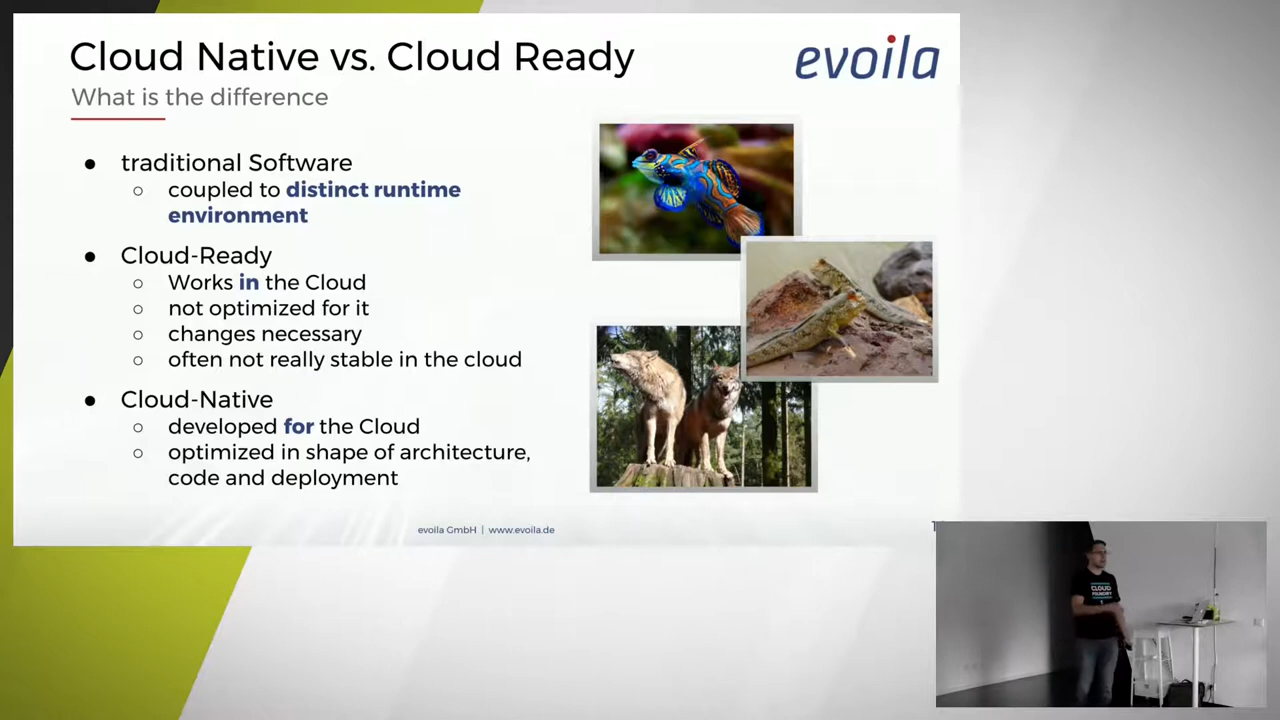 Cloud Native vs. Cloud Ready
evoila
What is the difference
● traditional Software
○ coupled to distinct runtime
environment
● Cloud-Ready
○ Works in the Cloud
○ not optimized for it
○ changes necessary
○ often not really stable in the cloud
● Cloud-Native
○ developed for the Cloud
○ optimized in shape of architecture,
code and deployment
evoila GmbH | www.evoila.de
CLOUD
FOUNDRY